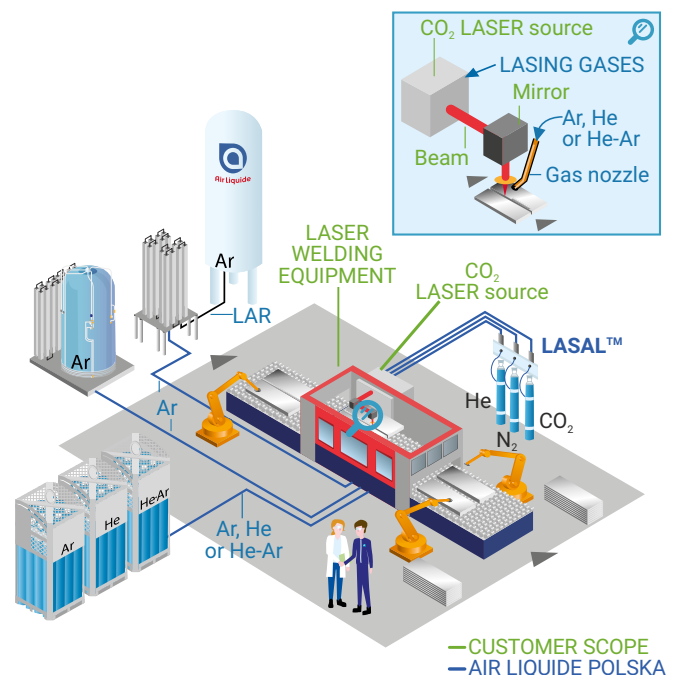 CO₂ LASER source
LASING GASES
Mirror
Ar, He
or He-Ar
Beam
Gas nozzle
Air Liquide
Ar
LAR
LASER
WELDING
EQUIPMENT
CO₂
LASER source
LASAL™
He
N₂
CO₂
Ar
Ar
Ar
He
He-Ar
Ar, He
or He-Ar
CUSTOMER SCOPE
AIR LIQUIDE POLSKA